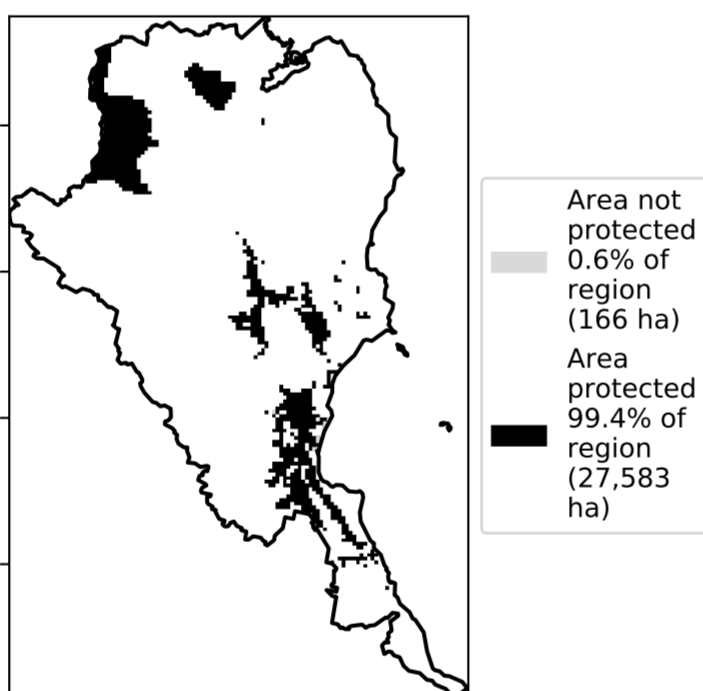 Area not
protected
0.6% of
region
(166 ha)
Area
protected
99.4% of
region
(27,583
ha)